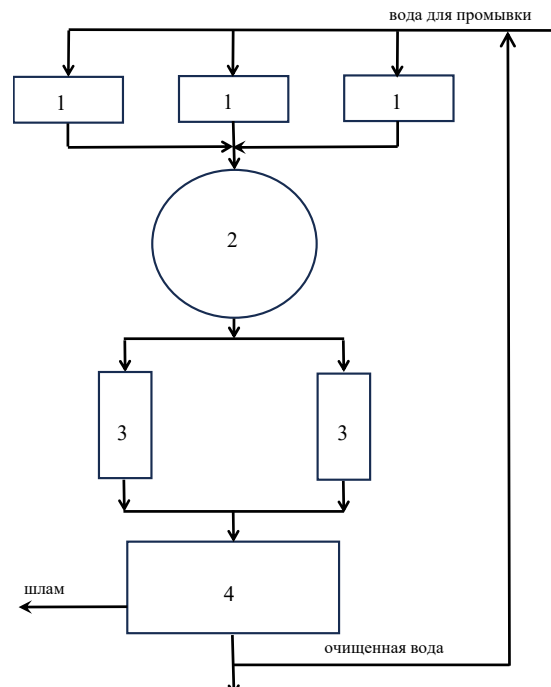 вода для промывки
1 1 1
2
3 3
4
шлам
очищенная вода